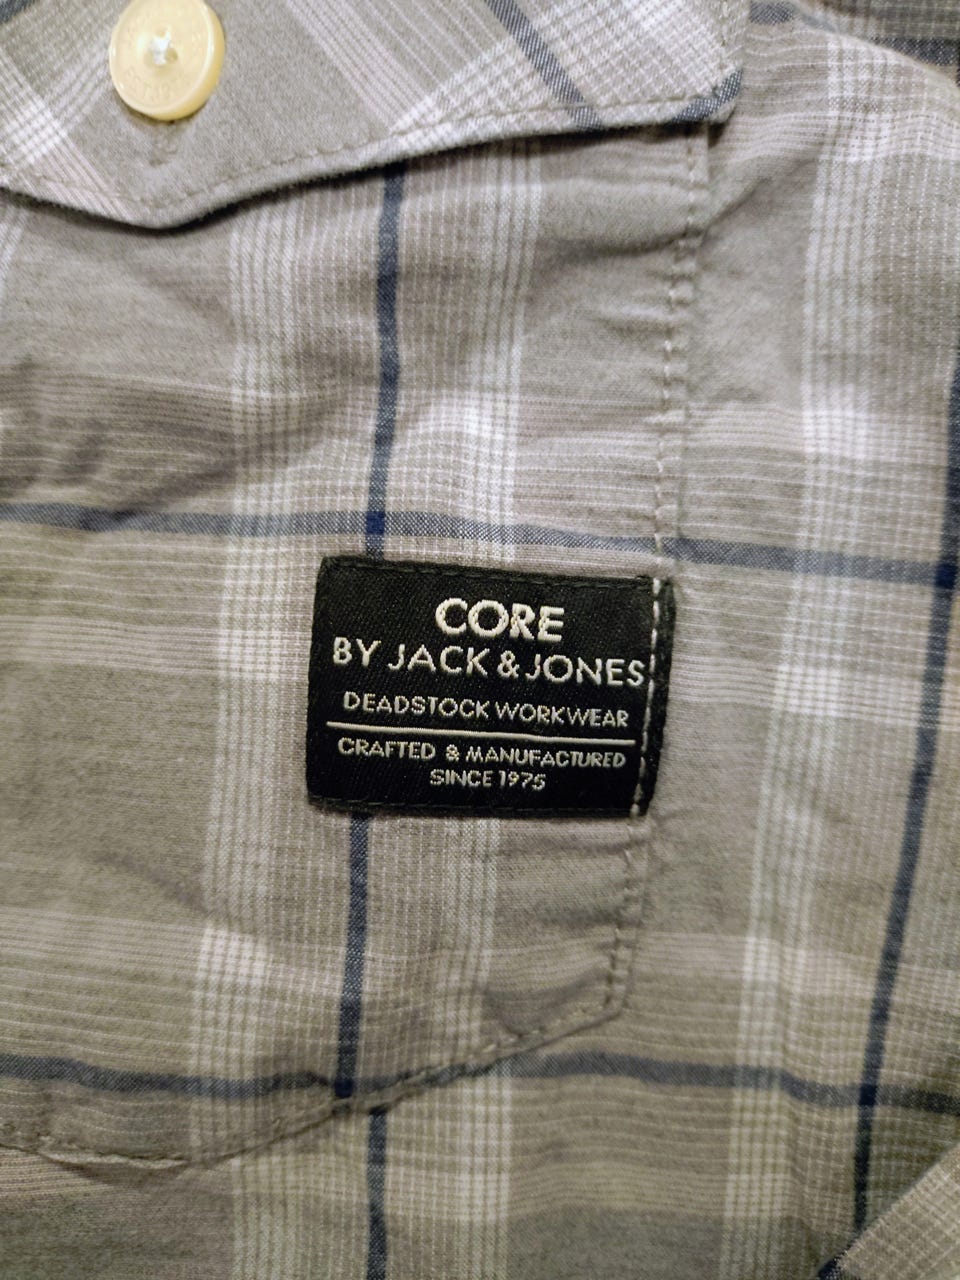 CORE
BY JACK & JONES
DEADSTOCK WORKWEAR
CRAFTED & MANUFACTURED
SINCE 1975